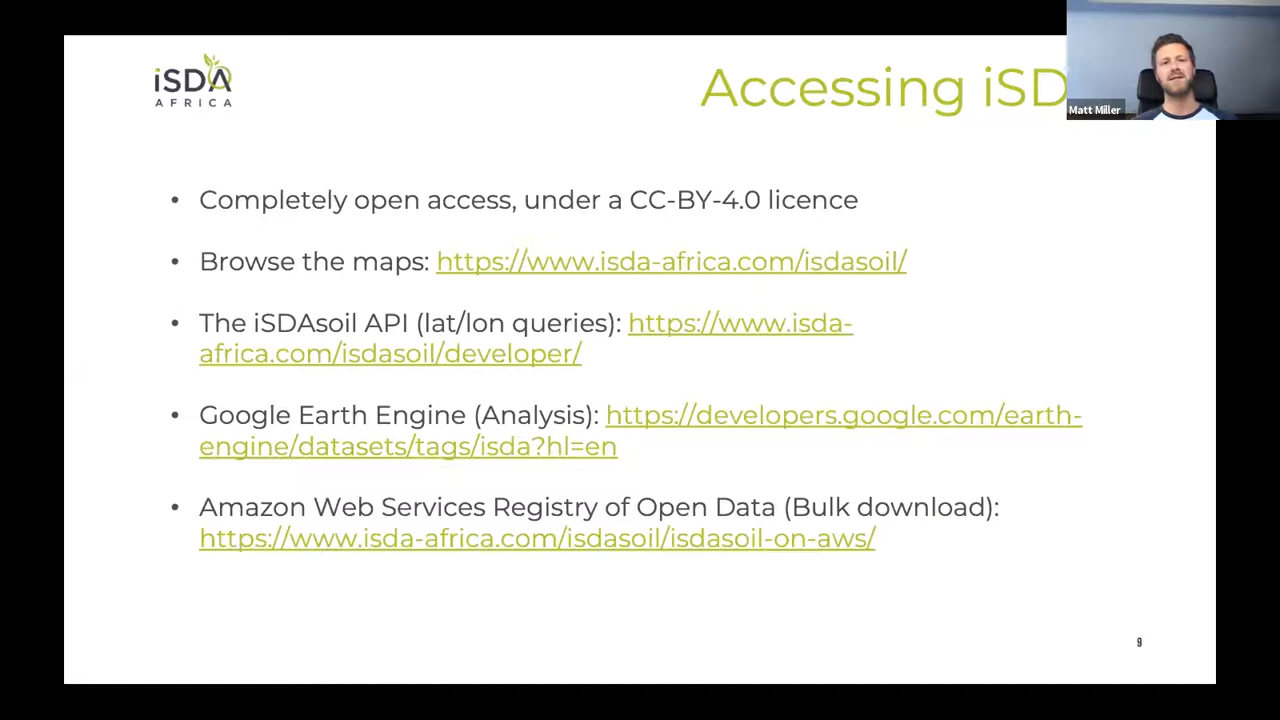 iSDA
AFRICA
Accessing iSD
Matt Miller
• Completely open access, under a CC-BY-4.0 licence
• Browse the maps: https://www.isda-africa.com/isdasoil/
• The iSDAsoil API (lat/lon queries): https://www.isda-
africa.com/isdasoil/developer/
• Google Earth Engine (Analysis): https://developers.google.com/earth-
engine/datasets/tags/isda?hl=en
• Amazon Web Services Registry of Open Data (Bulk download):
https://www.isda-africa.com/isdasoil/isdasoil-on-aws/
9